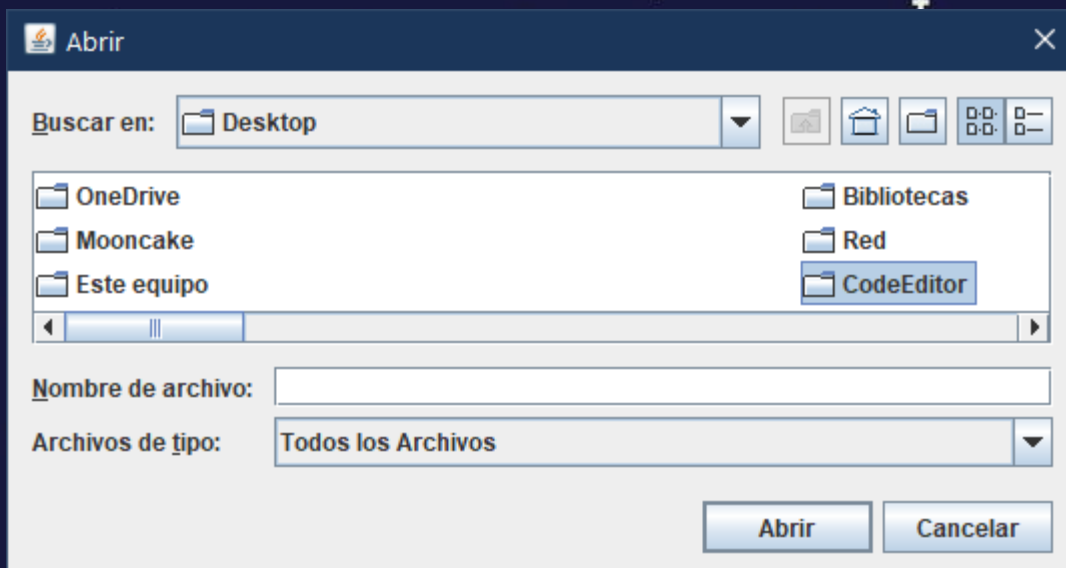 Abrir
Buscar en: Desktop
OneDrive Bibliotecas
Mooncake Red
Este equipo CodeEditor
Nombre de archivo:
Archivos de tipo: Todos los Archivos
Abrir Cancelar